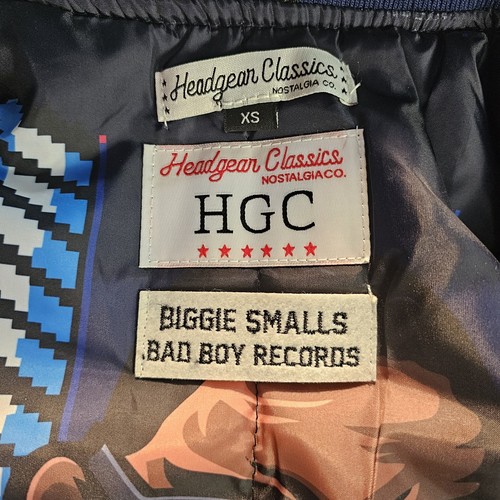 Headgear Classics
NOSTALGIA CO.
XS
Headgear Classics
NOSTALGIA CO.
HGC
BIGGIE SMALLS
BAD BOY RECORDS